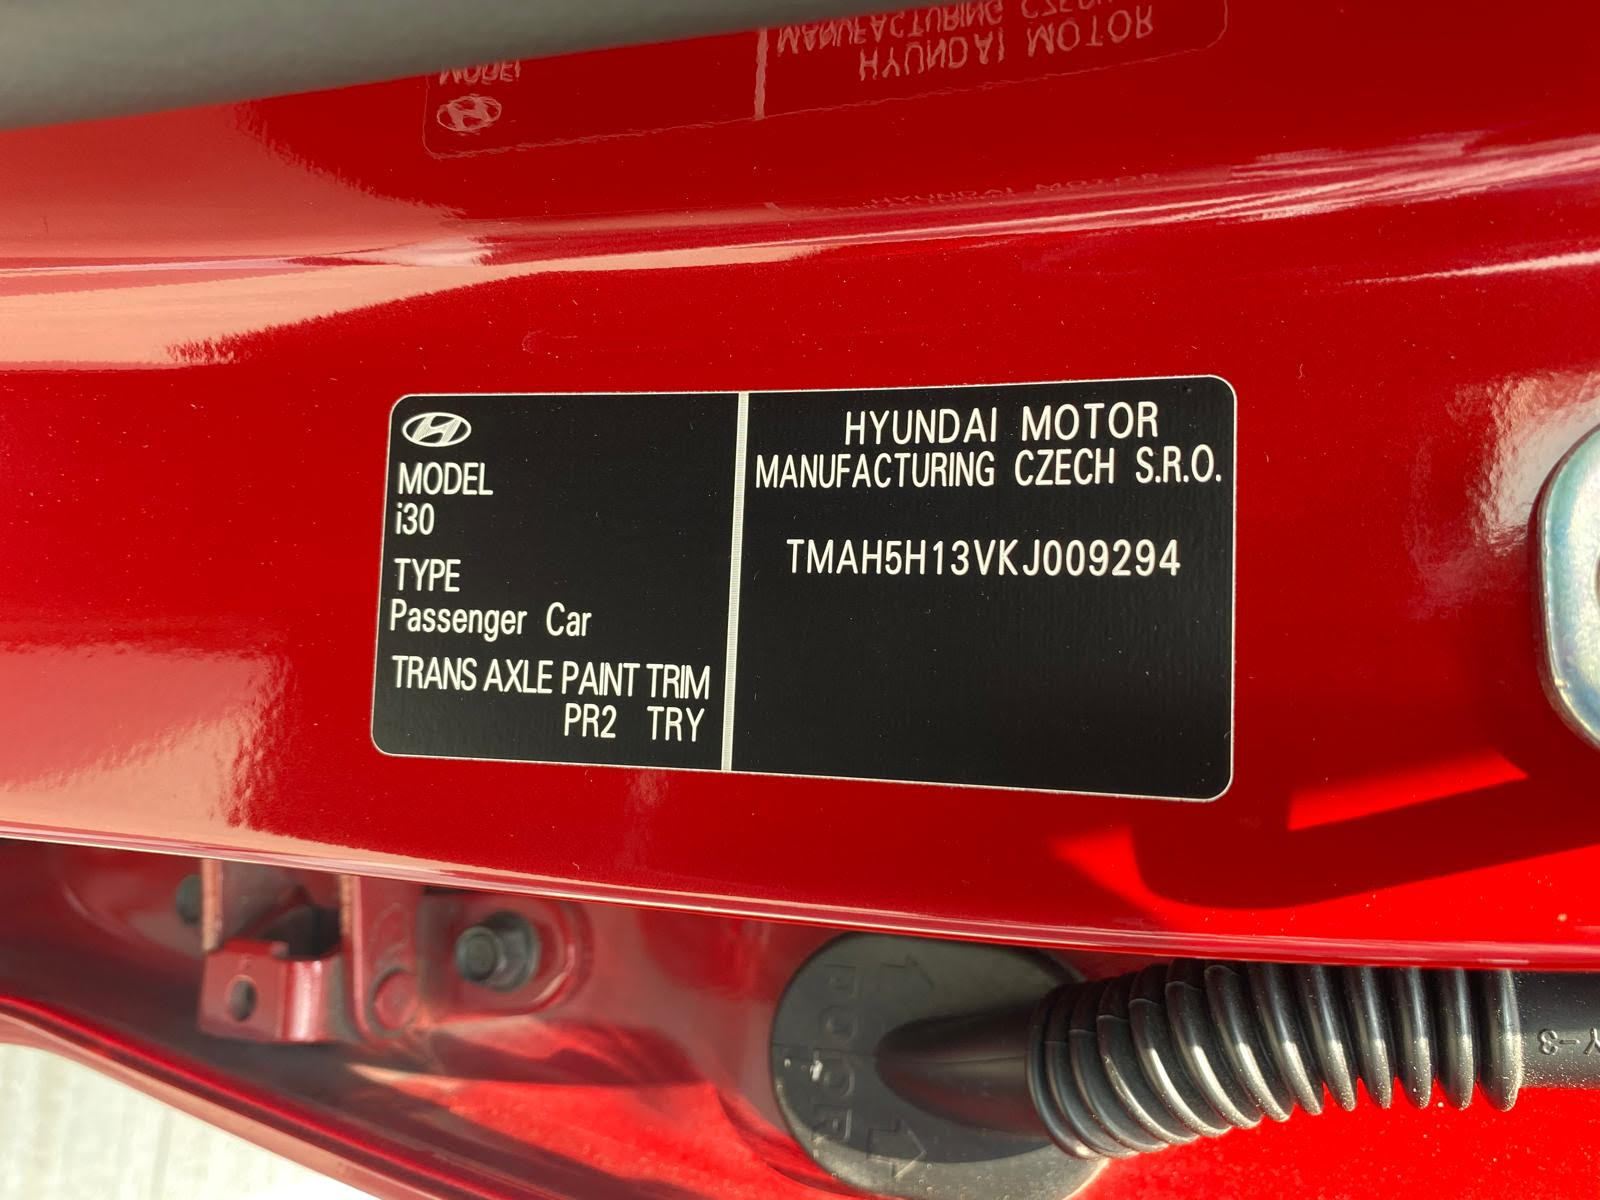 MODEL
i30
TYPE
Passenger Car
TRANS AXLE PAINT TRIM
PR2 TRY
HYUNDAI MOTOR
MANUFACTURING CZECH S.R.O.
TMAH5H13VKJ009294